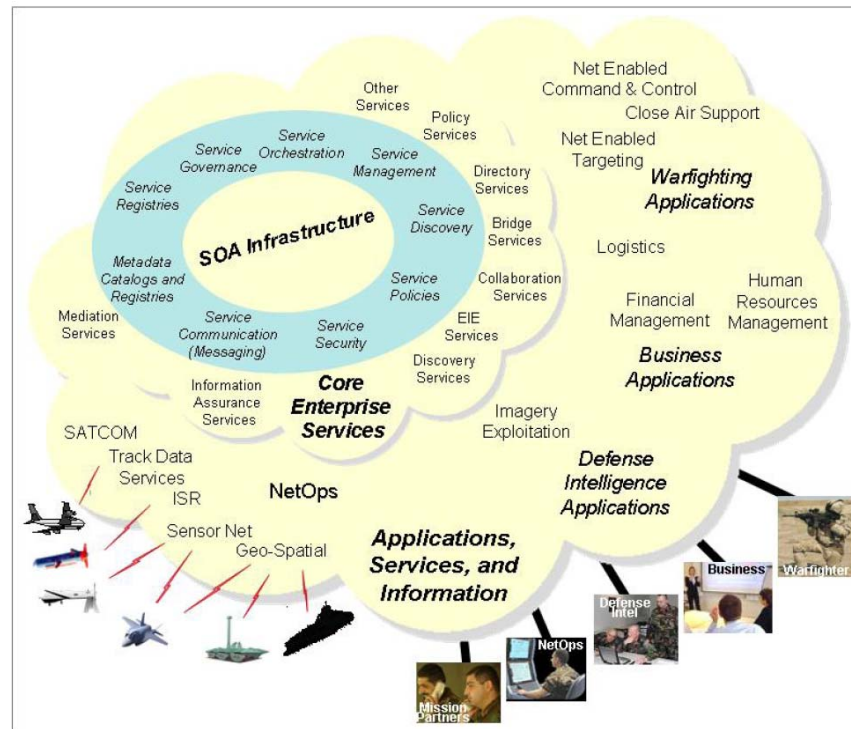 Other
Services
Policy
Services
Directory
Services
Bridge
Services
Collaboration
Services
EIE
Services
Discovery
Services
Core
Enterprise
Services
Information
Assurance
Services
Mediation
Services
Service
Orchestration
Service
Governance
Service
Management
Service
Registries
Service
Discovery
SOA Infrastructure
Metadata
Catalogs and
Registries
Service
Policies
Service
Communication
(Messaging)
Service
Security
Net Enabled
Command & Control
Close Air Support
Net Enabled
Targeting
Warfighting
Applications
Logistics
Financial
Management
Human
Resources
Management
Business
Applications
Imagery
Exploitation
Defense
Intelligence
Applications
SATCOM
Track Data
Services
ISR
NetOps
Sensor Net
Geo-Spatial
Applications,
Services, and
Information
Mission
Partners
NetOps
Defense
Intel
Business
Warfighter